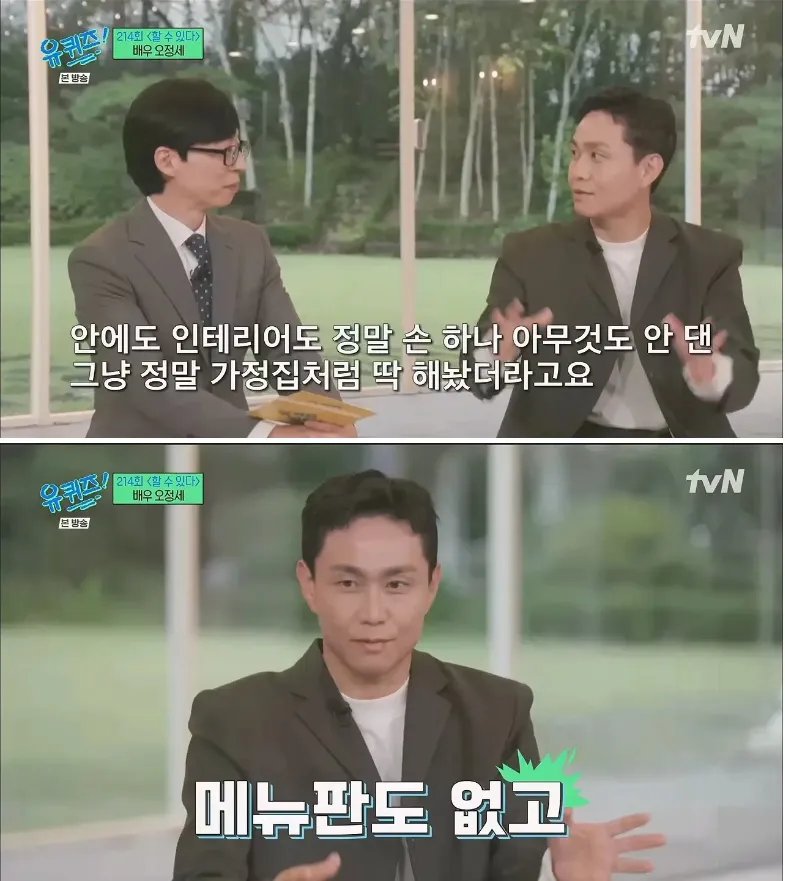 유퀴즈!
214회 <할 수 있다>
배우 오정세
본 방송
tvN
안에도 인테리어도 정말 손 하나 아무것도 안 댄
그냥 정말 가정집처럼 딱 해놨더라고요
유퀴즈!
214회 <할 수 있다>
배우 오정세
본 방송
tvN
메뉴판도 없고